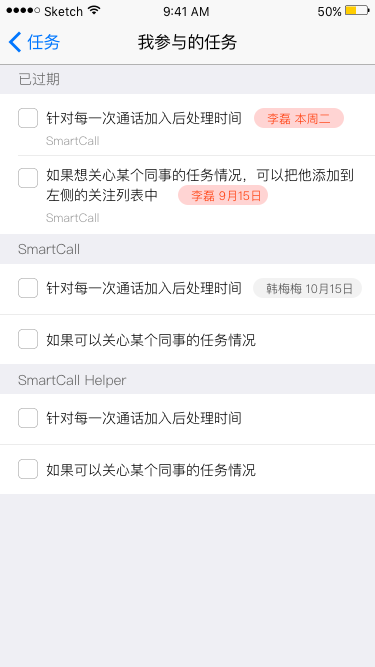 Sketch 9:41 AM 50%
任务 我参与的任务
已过期
针对每一次通话加入后处理时间 李磊 本周二
SmartCall
如果想关心某个同事的任务情况，可以把他添加到
左侧的关注列表中 李磊 9月15日
SmartCall
SmartCall
针对每一次通话加入后处理时间 韩梅梅 10月15日
如果可以关心某个同事的任务情况
SmartCall Helper
针对每一次通话加入后处理时间
如果可以关心某个同事的任务情况